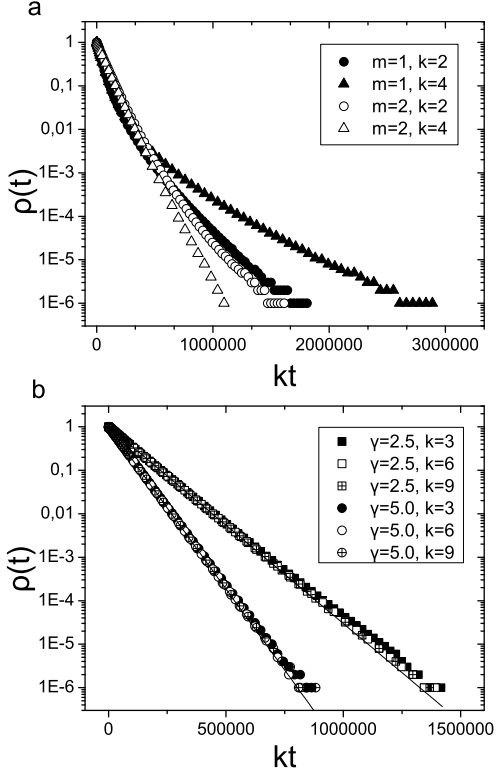 a
1
0,1
0,01
1E-3
1E-4
1E-5
1E-6
ρ(t)
m=1, k=2
m=1, k=4
m=2, k=2
m=2, k=4
0 1000000 2000000 3000000
kt
b
1
0,1
0,01
1E-3
1E-4
1E-5
1E-6
ρ(t)
γ=2.5, k=3
γ=2.5, k=6
γ=2.5, k=9
γ=5.0, k=3
γ=5.0, k=6
γ=5.0, k=9
0 500000 1000000 1500000
kt